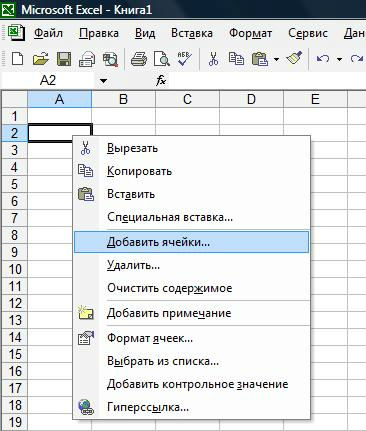 Microsoft Excel - Книга1
Файл Правка Вид Вставка Формат Сервис Дан
A2 fx
A B C D E
1
2
3
4
5
6
7
8
9
10
11
12
13
14
15
16
17
18
19
Вырезать
Копировать
Вставить
Специальная вставка...
Добавить ячейки...
Удалить...
Очистить содержимое
Добавить примечание
Формат ячеек...
Выбрать из списка...
Добавить контрольное значение
Гиперссылка...